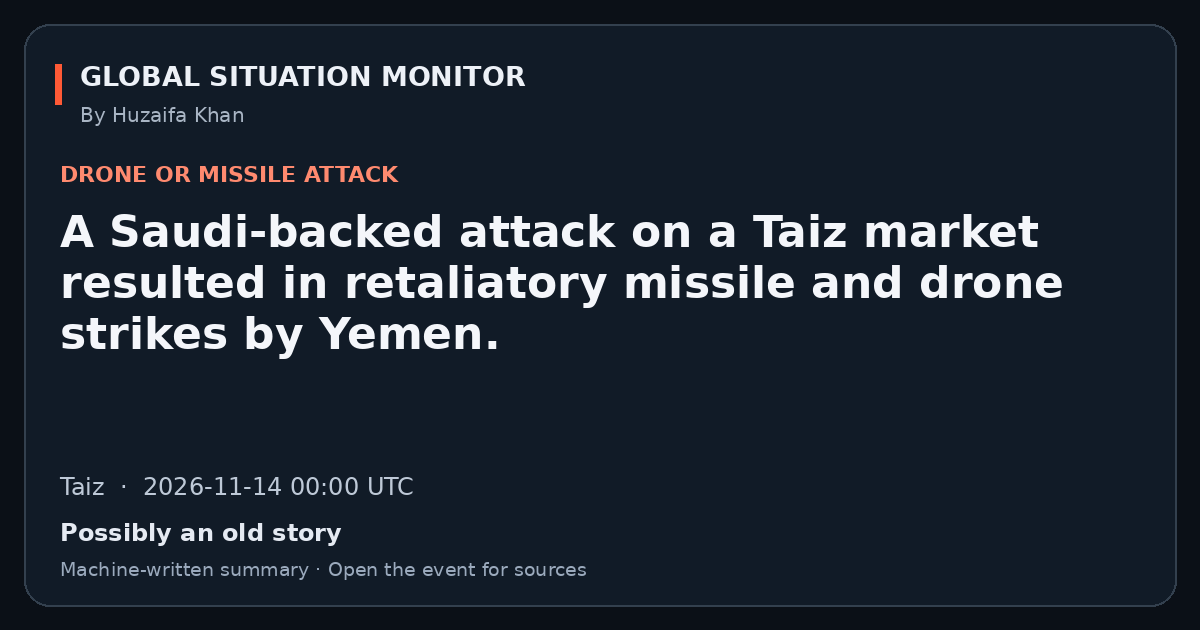 GLOBAL SITUATION MONITOR
By Huzaifa Khan
DRONE OR MISSILE ATTACK
A Saudi-backed attack on a Taiz market
resulted in retaliatory missile and drone
strikes by Yemen.
Taiz · 2026-11-14 00:00 UTC
Possibly an old story
Machine-written summary · Open the event for sources